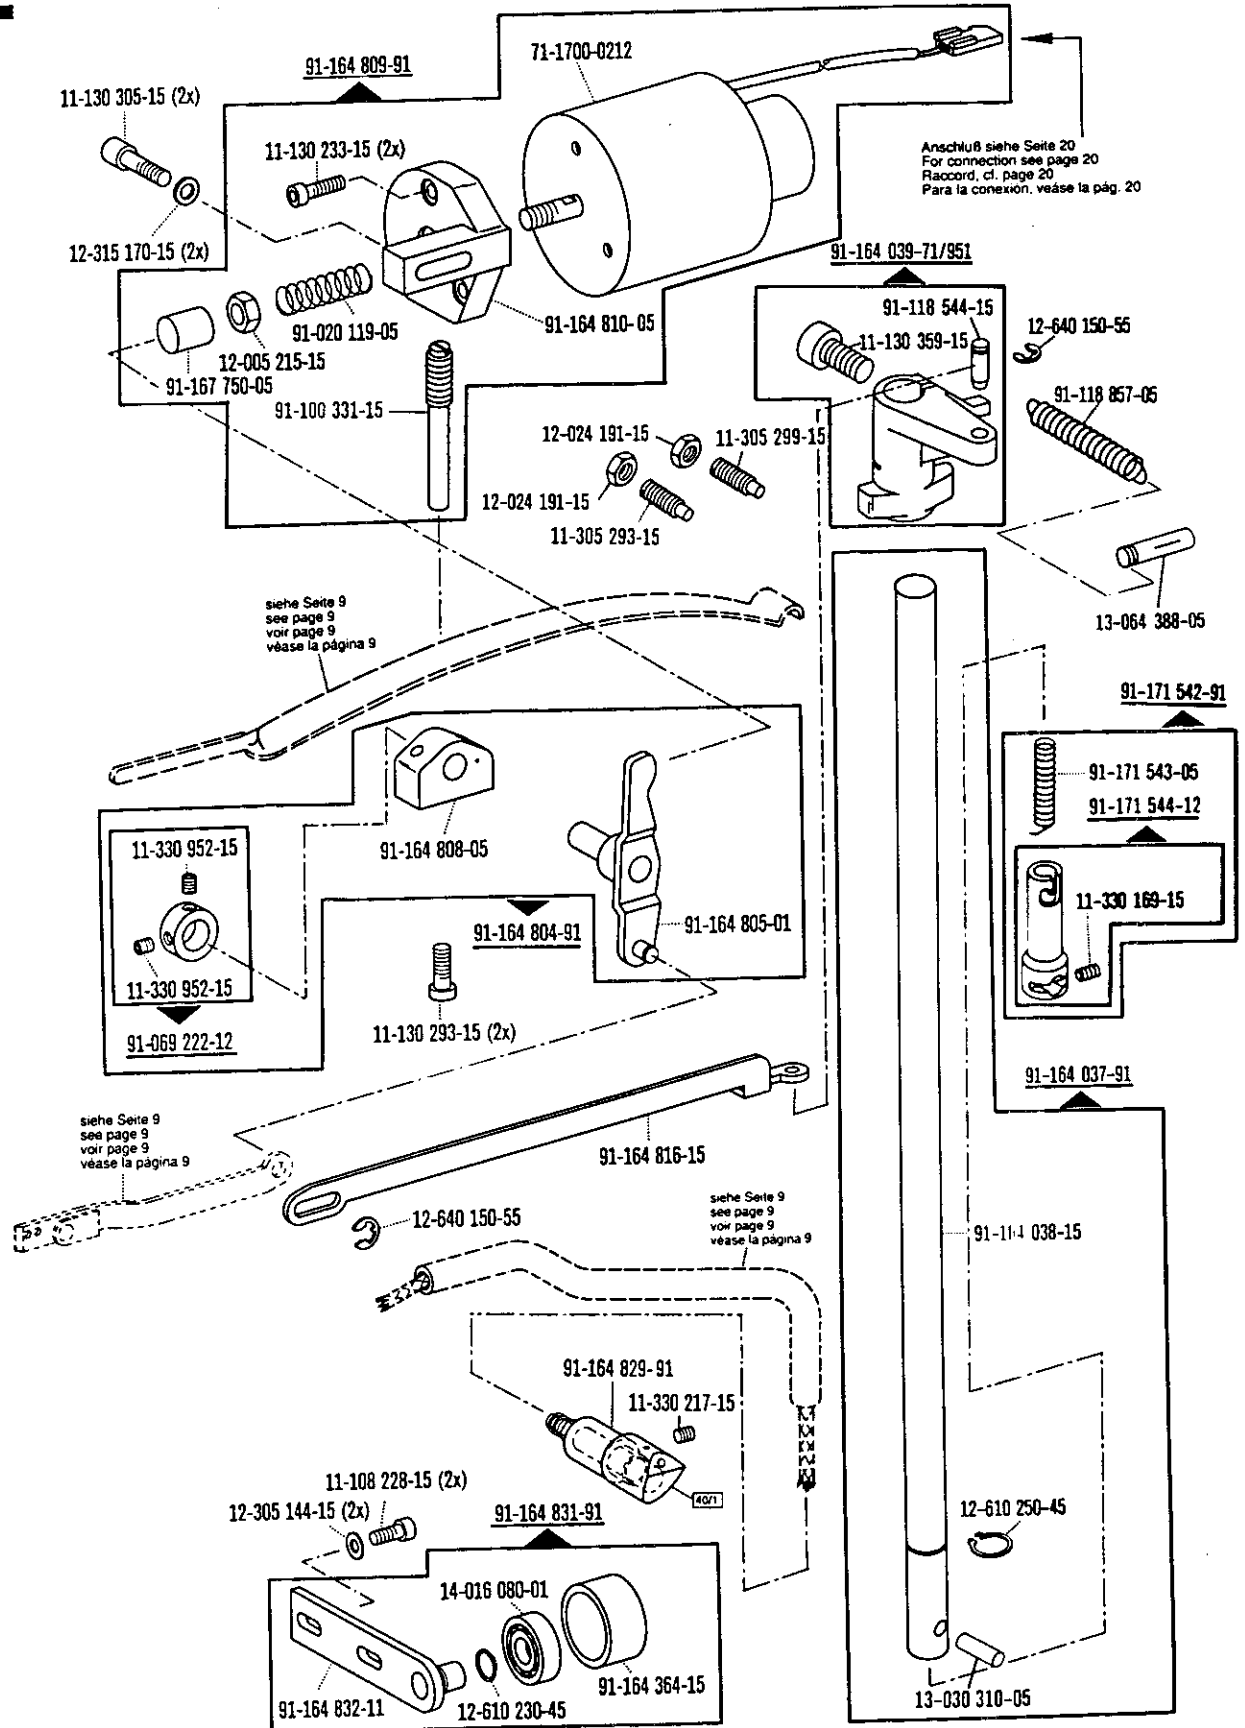 91-164 809-91
71-1700-0212
11-130 305-15 (2x)
11-130 233-15 (2x)
Anschluß siehe Seite 20
For connection see page 20
Raccord, cf. page 20
Para la conexión, veáse la pág. 20
12-315 170-15 (2x)
91-164 039-71/951
91-118 544-15
91-020 119-05
91-164 810-05
12-640 150-55
11-130 359-15
12-005 215-15
91-167 750-05
91-118 857-05
91-100 331-15
12-024 191-15
11-305 299-15
12-024 191-15
11-305 293-15
siehe Seite 9
see page 9
voir page 9
véase la página 9
13-064 388-05
91-171 542-91
91-171 543-05
91-171 544-12
11-330 952-15
91-164 808-05
11-330 169-15
91-164 804-91
91-164 805-01
11-330 952-15
91-069 222-12
11-130 293-15 (2x)
91-164 037-91
siehe Seite 9
see page 9
voir page 9
véase la página 9
91-164 816-15
siehe Seite 9
see page 9
voir page 9
véase la página 9
12-640 150-55
038-15
91-164 829-91
11-330 217-15
40/1
11-108 228-15 (2x)
12-305 144-15 (2x)
91-164 831-91
12-610 250-45
14-016 080-01
91-164 364-15
91-164 832-11
12-610 230-45
13-030 310-05